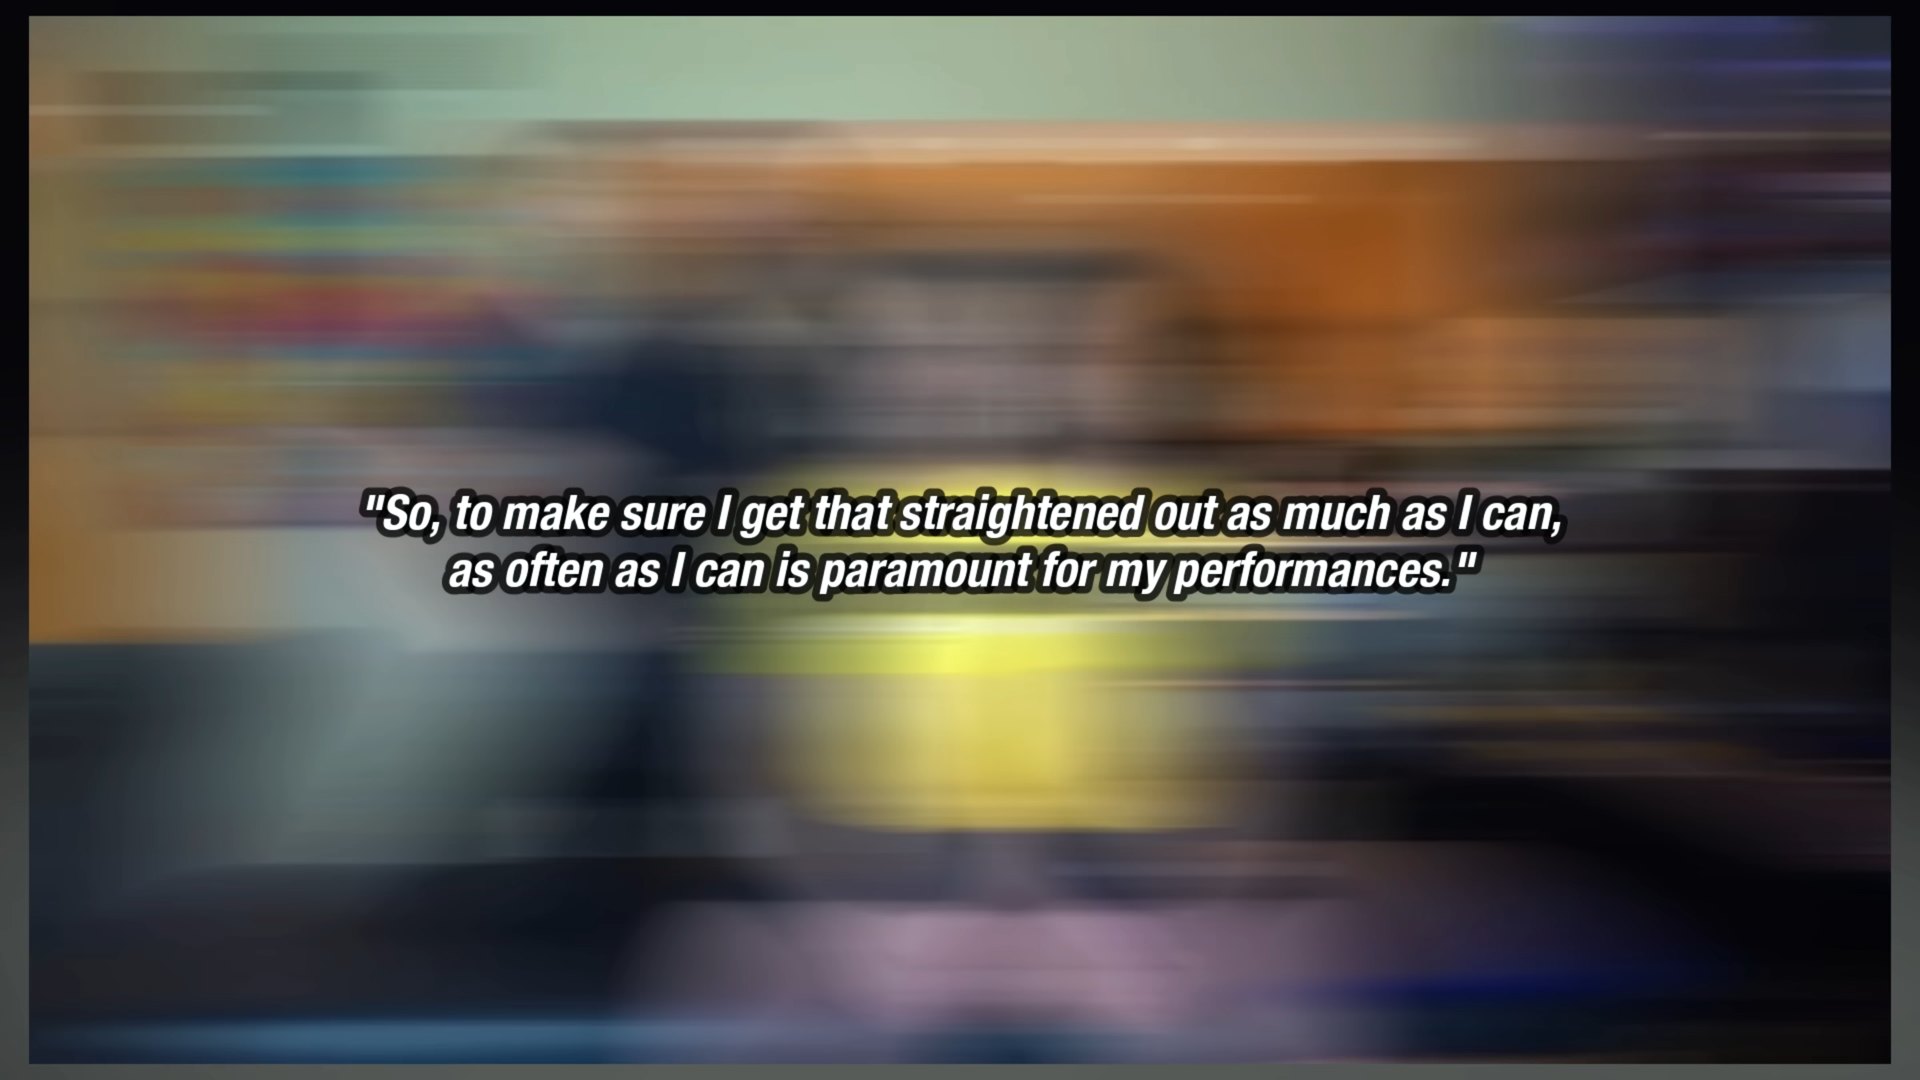 "So, to make sure I get that straightened out as much as I can,
as often as I can is paramount for my performances."